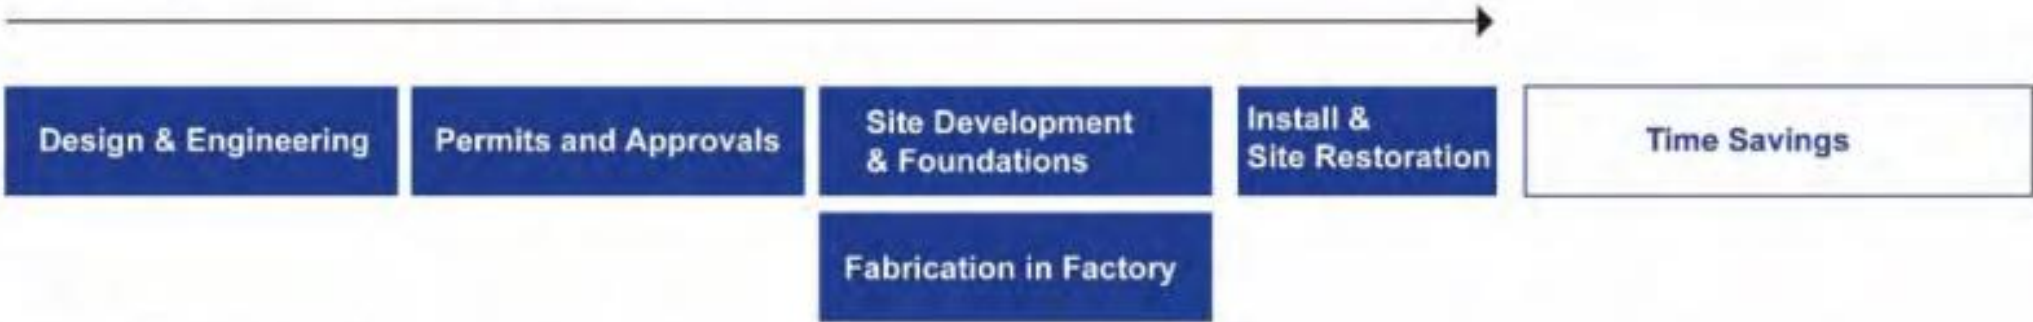 Design & Engineering
Permits and Approvals
Site Development
& Foundations
Install &
Site Restoration
Time Savings
Fabrication in Factory